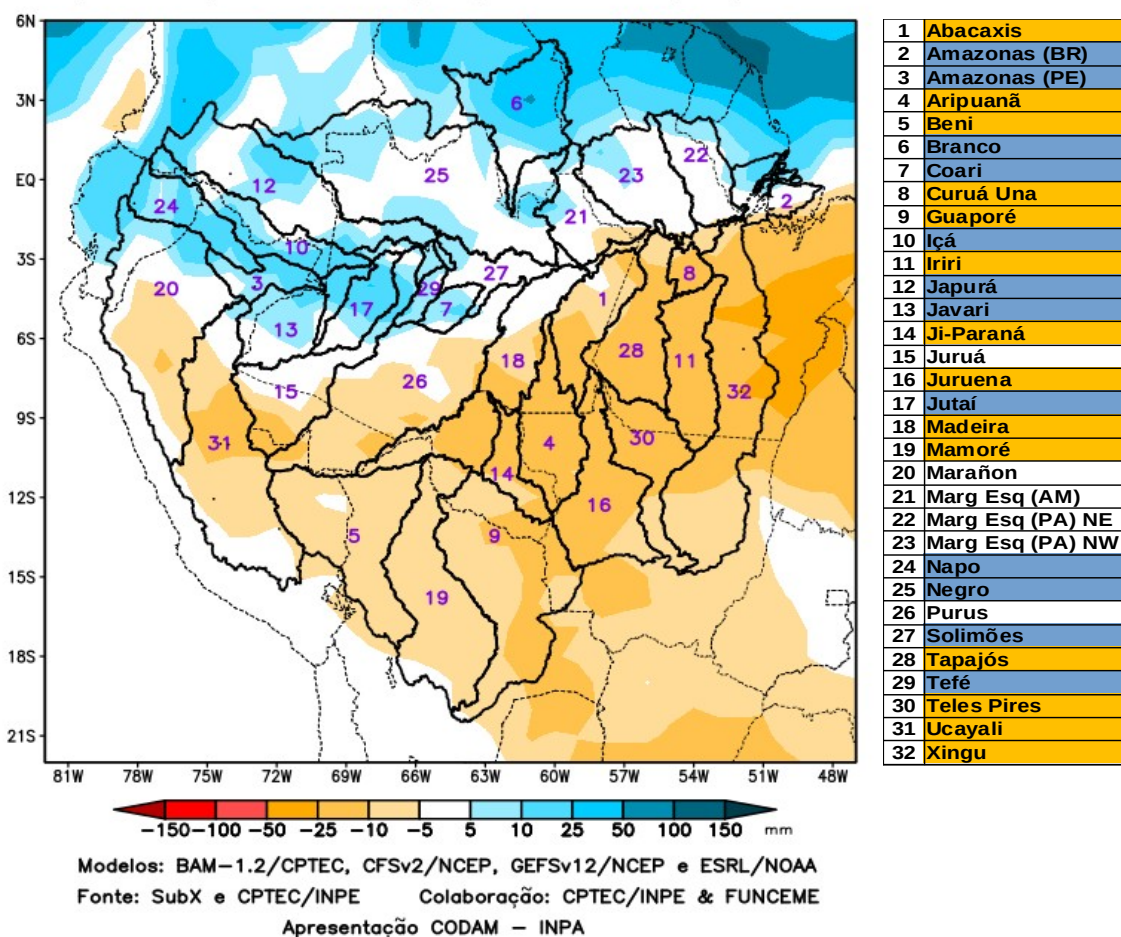 6N
3N
EQ
3S
6S
9S
12S
15S
18S
21S
81W 78W 75W 72W 69W 66W 63W 60W 57W 54W 51W 48W
6
25
12
23
22
24
21
2
10
27
20
3
29
8
17
7
1
13
18
28
11
15
26
32
31
4
30
14
16
5
9
19
-150 -100 -50 -25 -10 -5 5 10 25 50 100 150 mm
Modelos: BAM-1.2/CPTEC, CFSv2/NCEP, GEFSv12/NCEP e ESRL/NOAA
Fonte: SubX e CPTEC/INPE Colaboração: CPTEC/INPE & FUNCEME
Apresentação CODAM - INPA
1 Abacaxis
2 Amazonas (BR)
3 Amazonas (PE)
4 Aripuanã
5 Beni
6 Branco
7 Coari
8 Curuá Una
9 Guaporé
10 Içá
11 Iriri
12 Japurá
13 Javari
14 Ji-Paraná
15 Juruá
16 Juruena
17 Jutaí
18 Madeira
19 Mamoré
20 Marañon
21 Marg Esq (AM)
22 Marg Esq (PA) NE
23 Marg Esq (PA) NW
24 Napo
25 Negro
26 Purus
27 Solimões
28 Tapajós
29 Tefé
30 Teles Pires
31 Ucayali
32 Xingu